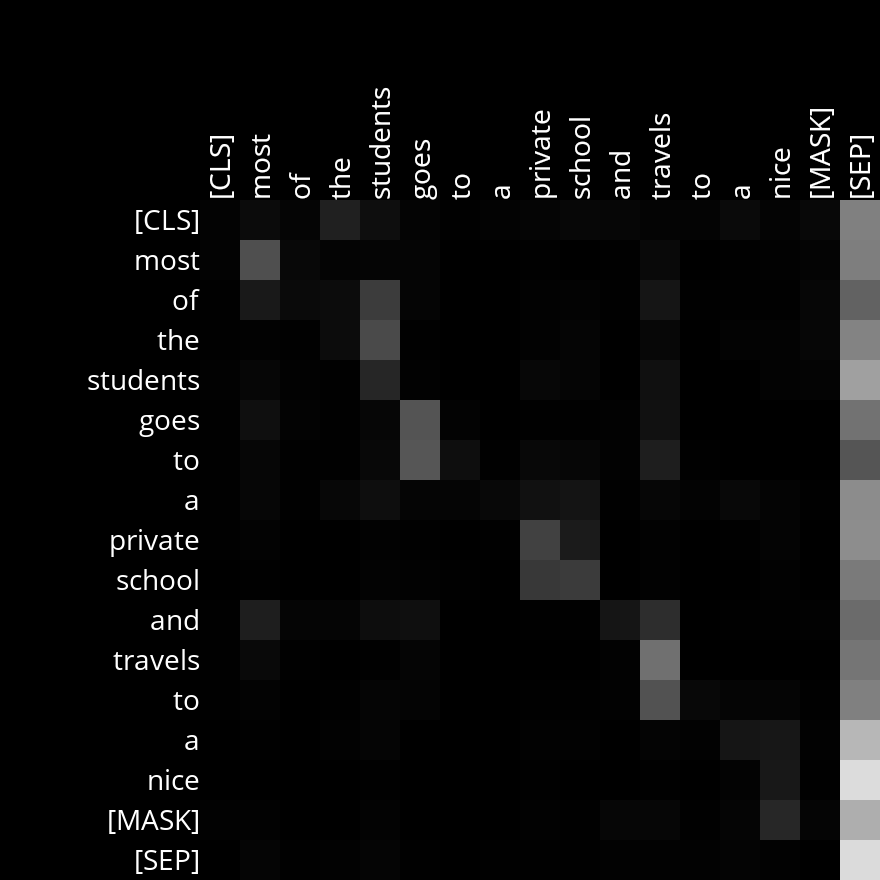 [CLS] most of the students goes to a private school and travels to a nice [MASK] [SEP]
[CLS]
most
of
the
students
goes
to
a
private
school
and
travels
to
a
nice
[MASK]
[SEP]